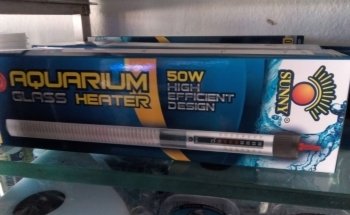 AQUARIUM
GLASS HEATER
50W
HIGH
EFFICIENT
DESIGN
SUNNY